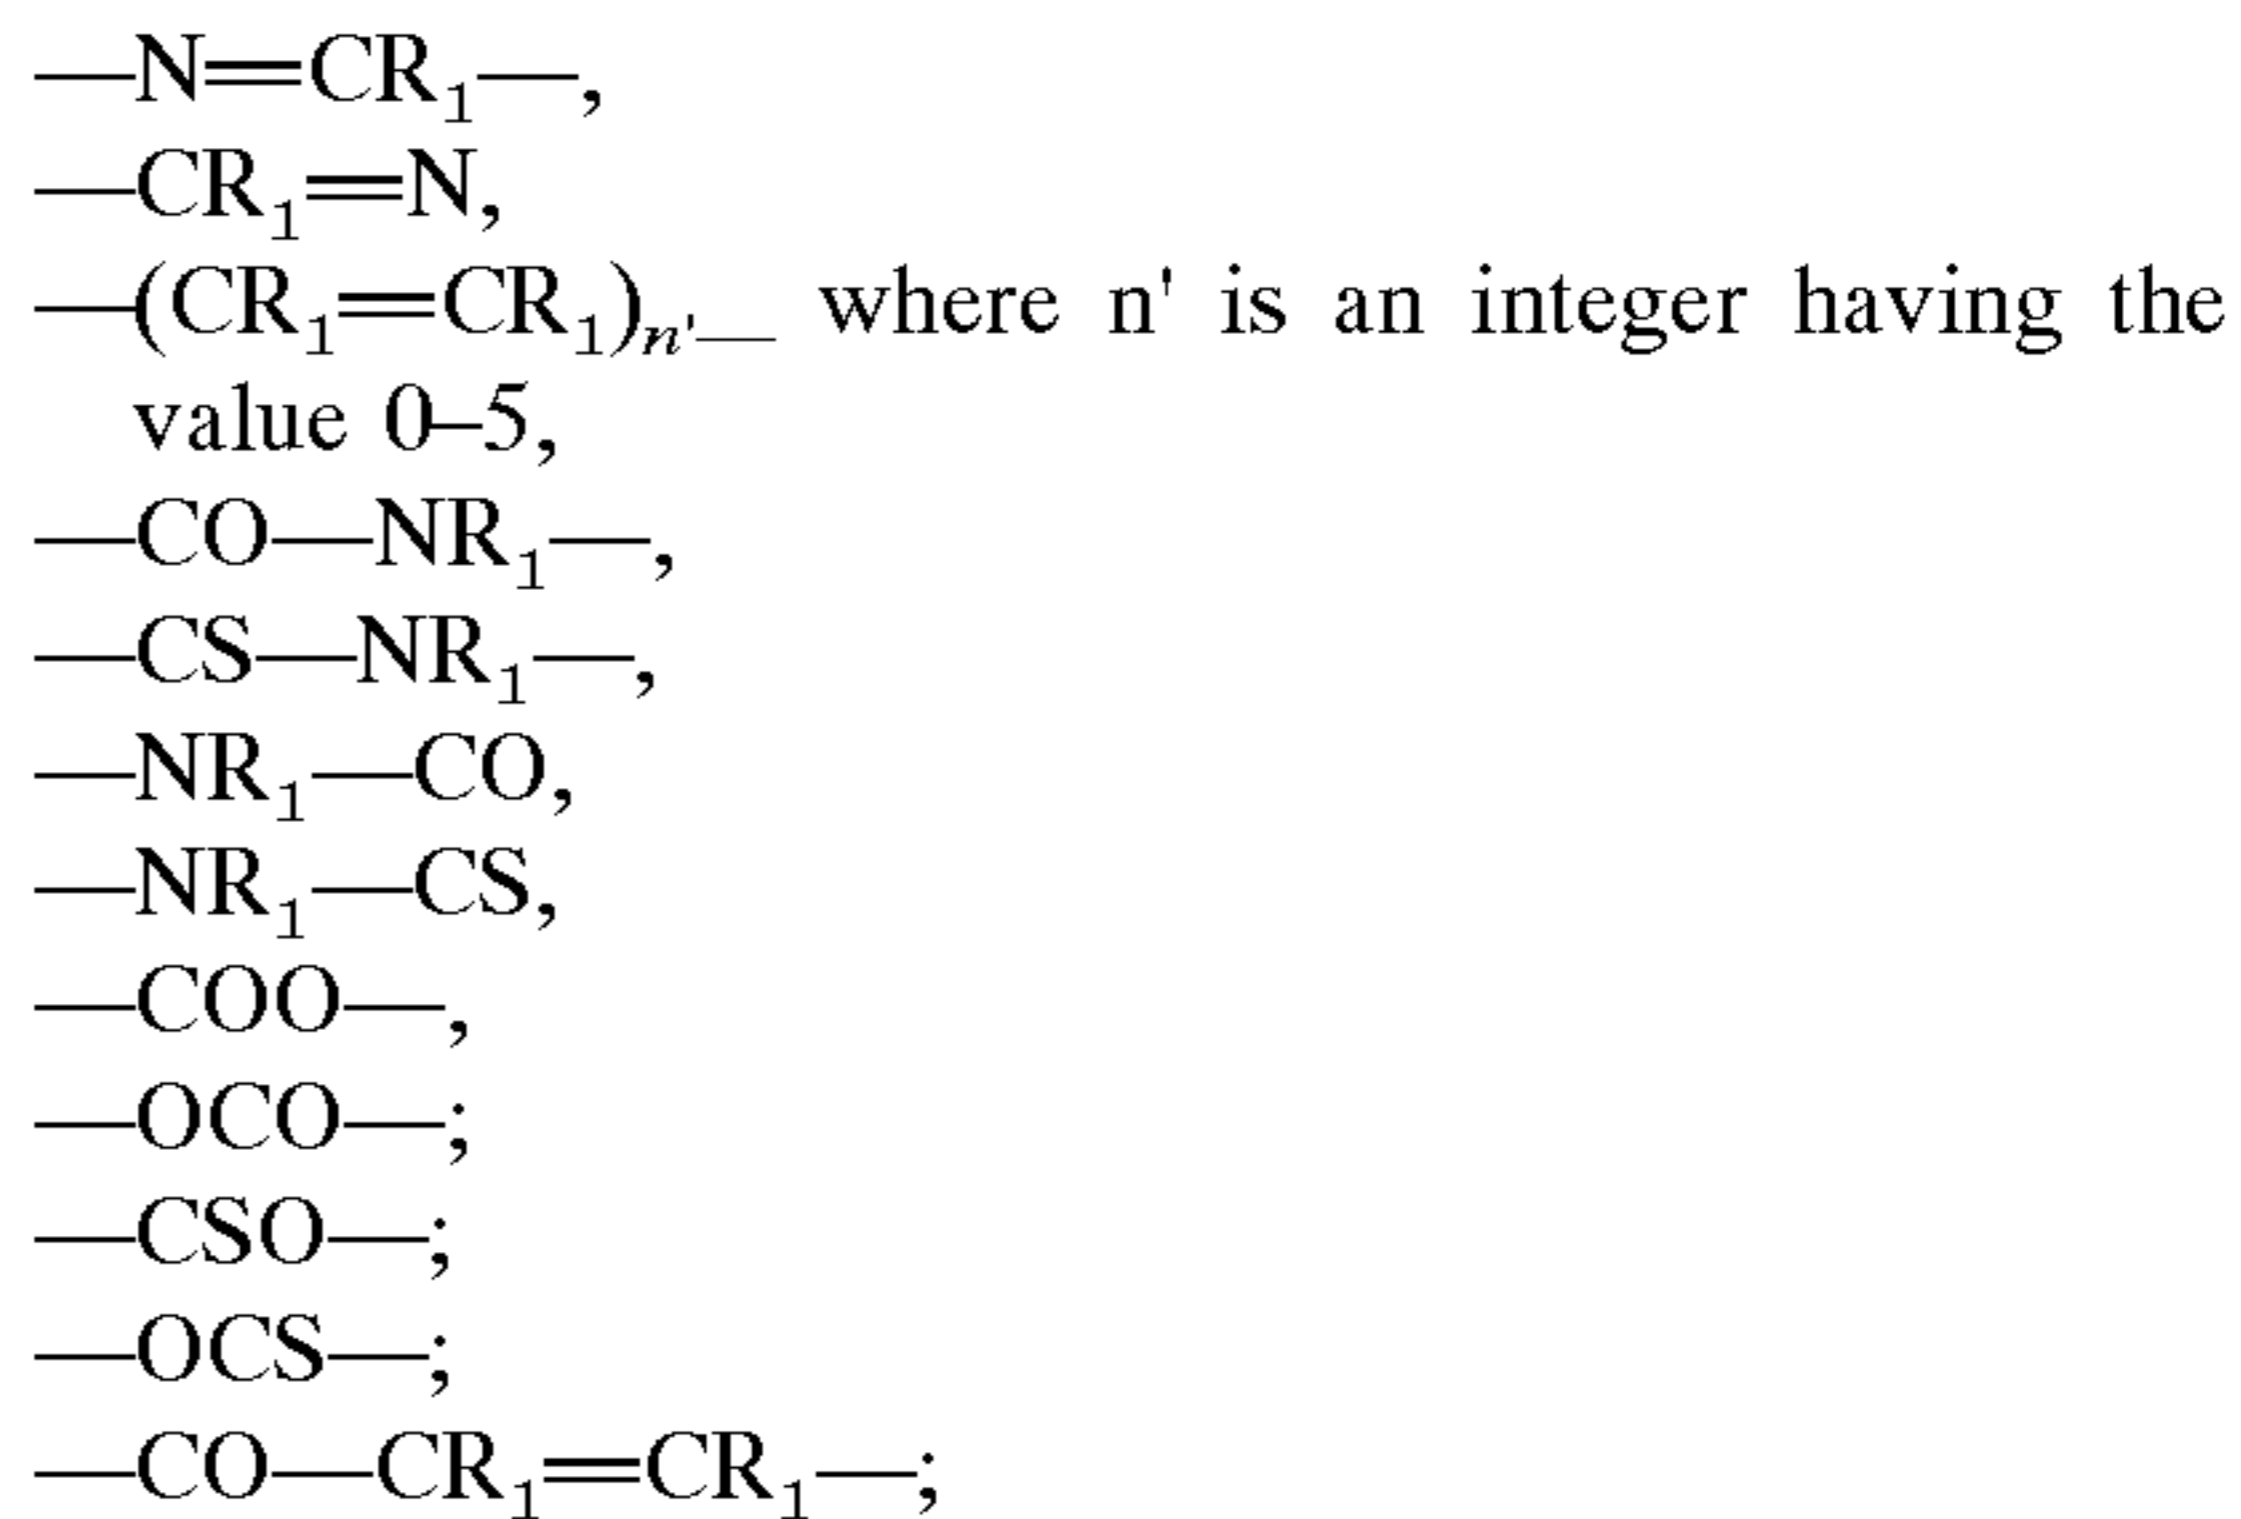 —N=CR₁—,
—CR₁=N,
—(CR₁=CR₁)ₙ'— where n' is an integer having the
value 0–5,
—CO—NR₁—,
—CS—NR₁—,
—NR₁—CO,
—NR₁—CS,
—COO—,
—OCO—;
—CSO—;
—OCS—;
—CO—CR₁=CR₁—;